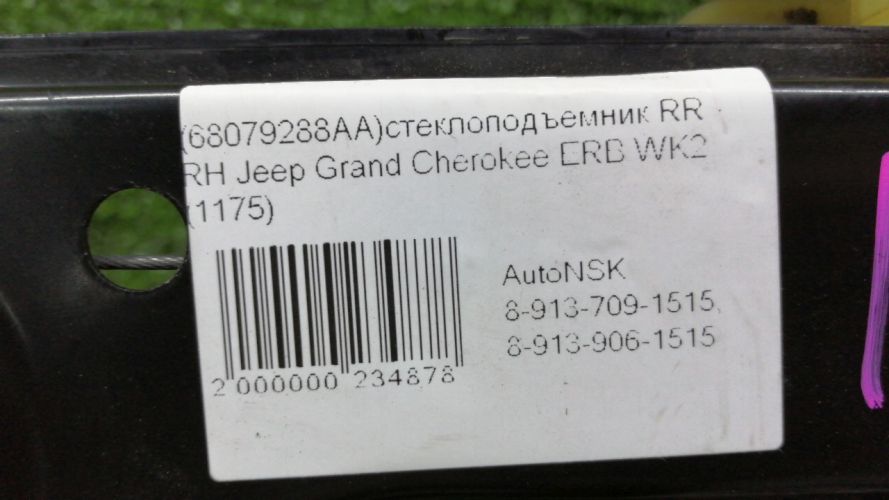 (68079288AA)стеклоподъемник RR
RH Jeep Grand Cherokee ERB WK2
(1175)
AutoNSK
8-913-709-1515,
8-913-906-1515
2 000000 234878